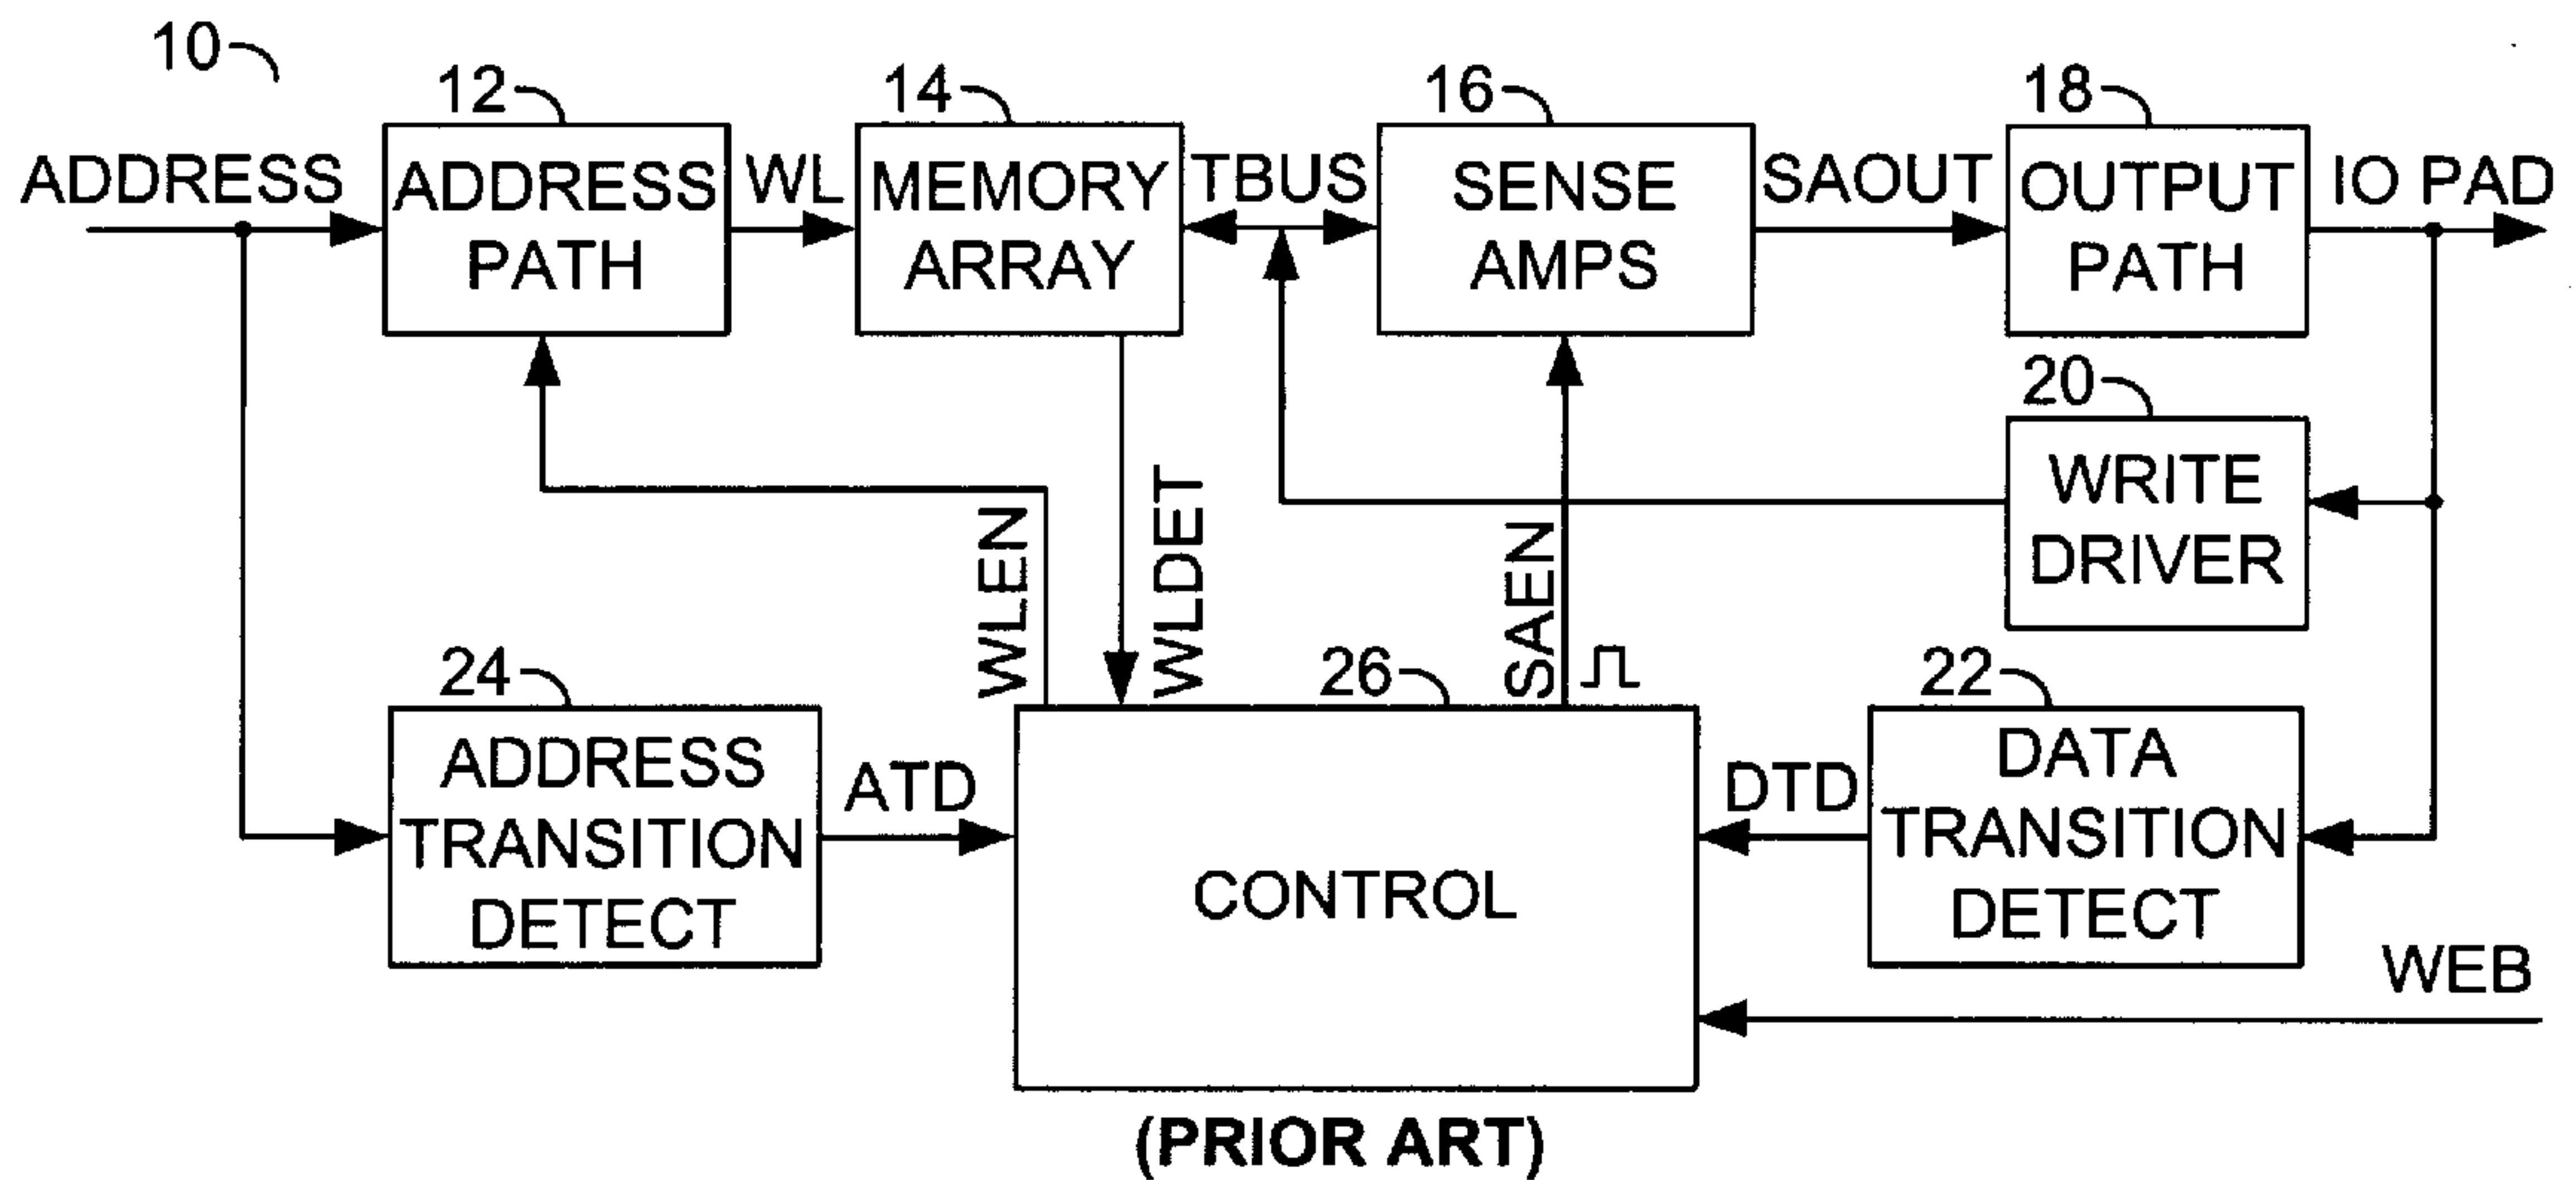 10
12
14
16
18
ADDRESS
ADDRESS
PATH
WL
MEMORY
ARRAY
TBUS
SENSE
AMPS
SAOUT
OUTPUT
PATH
IO PAD
20
WRITE
DRIVER
WLEN
WLDET
SAEN
24
26
22
ADDRESS
TRANSITION
DETECT
ATD
CONTROL
DTD
DATA
TRANSITION
DETECT
WEB
(PRIOR ART)